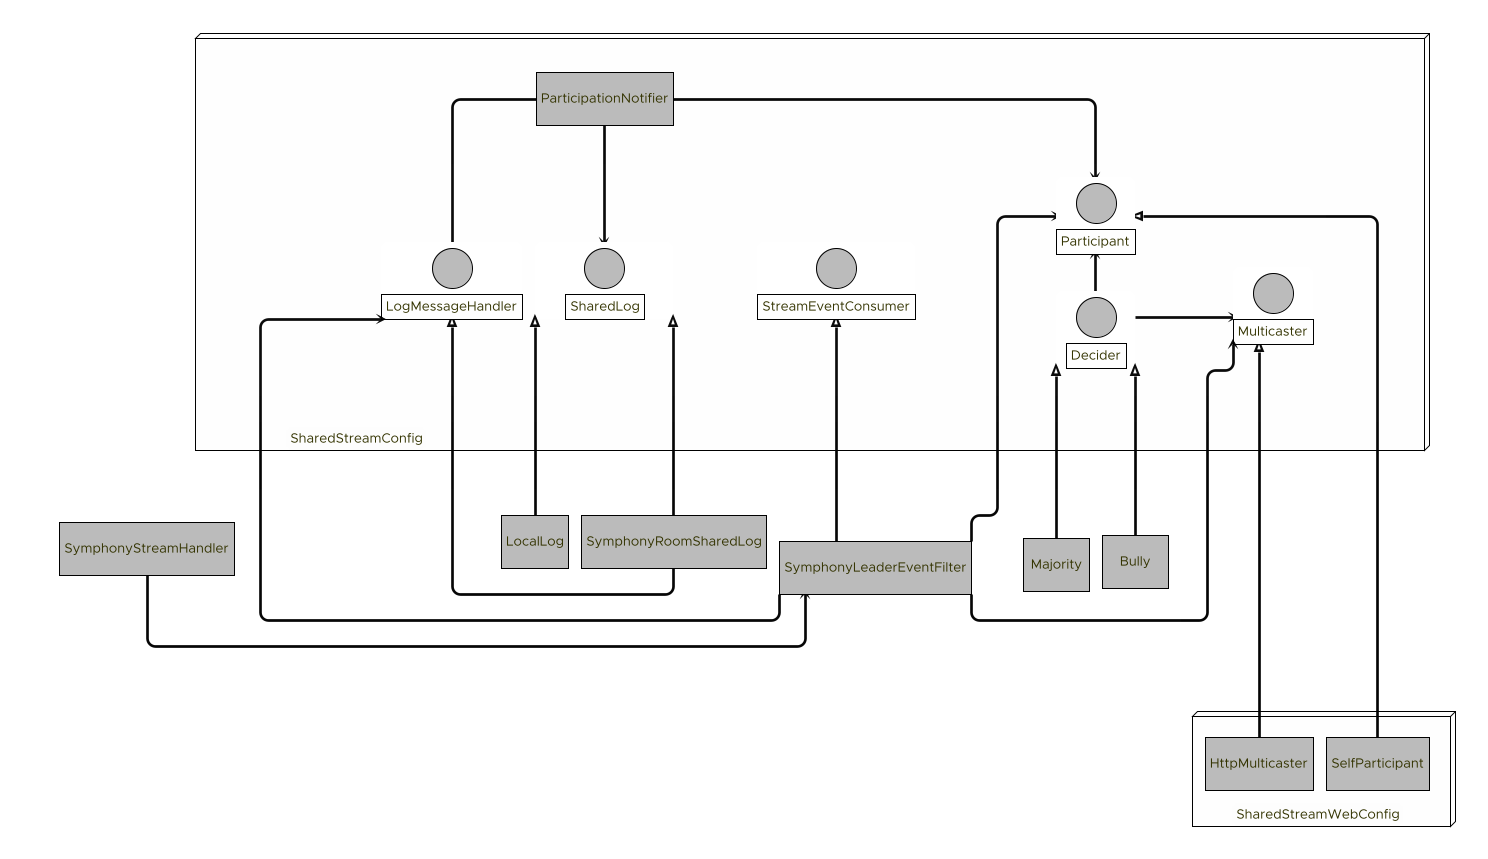 ParticipationNotifier
Participant
LogMessageHandler
SharedLog
StreamEventConsumer
Multicaster
Decider
SharedStreamConfig
SymphonyStreamHandler
LocalLog
SymphonyRoomSharedLog
SymphonyLeaderEventFilter
Majority
Bully
HttpMulticaster
SelfParticipant
SharedStreamWebConfig